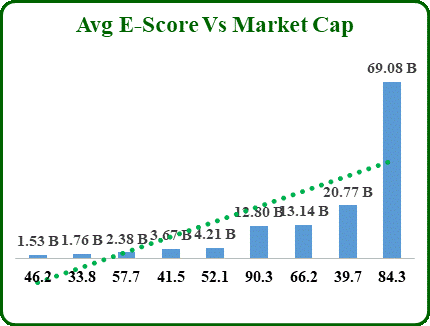 Avg E-Score Vs Market Cap
69.08 B
20.77 B
12.80 B 13.14 B
1.53 B 1.76 B 2.38 B 3.67 B 4.21 B
46.2 33.8 57.7 41.5 52.1 90.3 66.2 39.7 84.3